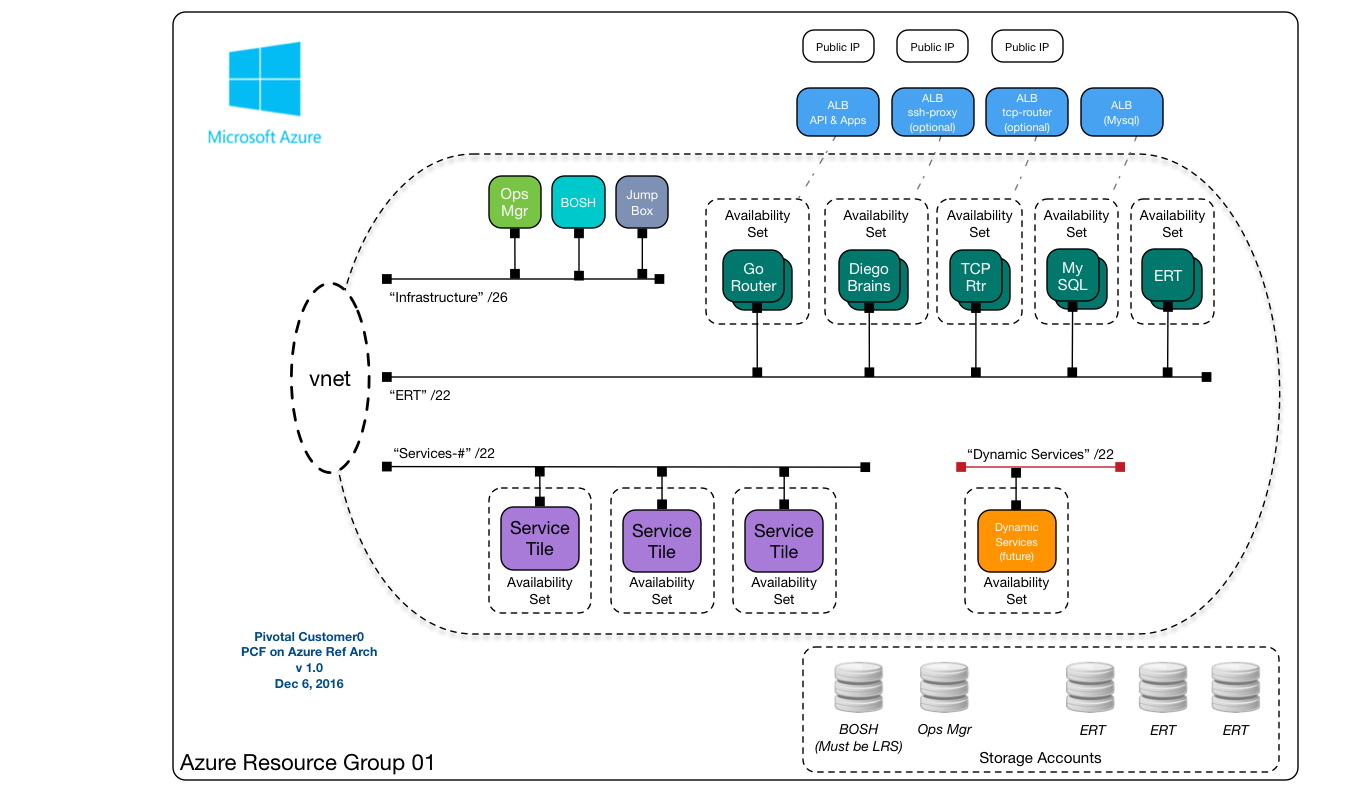 Microsoft Azure
Public IP
Public IP
Public IP
ALB
API & Apps
ALB
ssh-proxy
(optional)
ALB
tcp-router
(optional)
ALB
(Mysql)
Ops
Mgr
BOSH
Jump
Box
“Infrastructure” /26
Availability
Set
Go
Router
Availability
Set
Diego
Brains
Availability
Set
TCP
Rtr
Availability
Set
My
SQL
Availability
Set
ERT
vnet
“ERT” /22
“Services-#” /22
Service
Tile
Availability
Set
Service
Tile
Availability
Set
Service
Tile
Availability
Set
“Dynamic Services” /22
Dynamic
Services
(future)
Availability
Set
Pivotal Customer0
PCF on Azure Ref Arch
v 1.0
Dec 6, 2016
BOSH
(Must be LRS)
Ops Mgr
ERT
ERT
ERT
Storage Accounts
Azure Resource Group 01